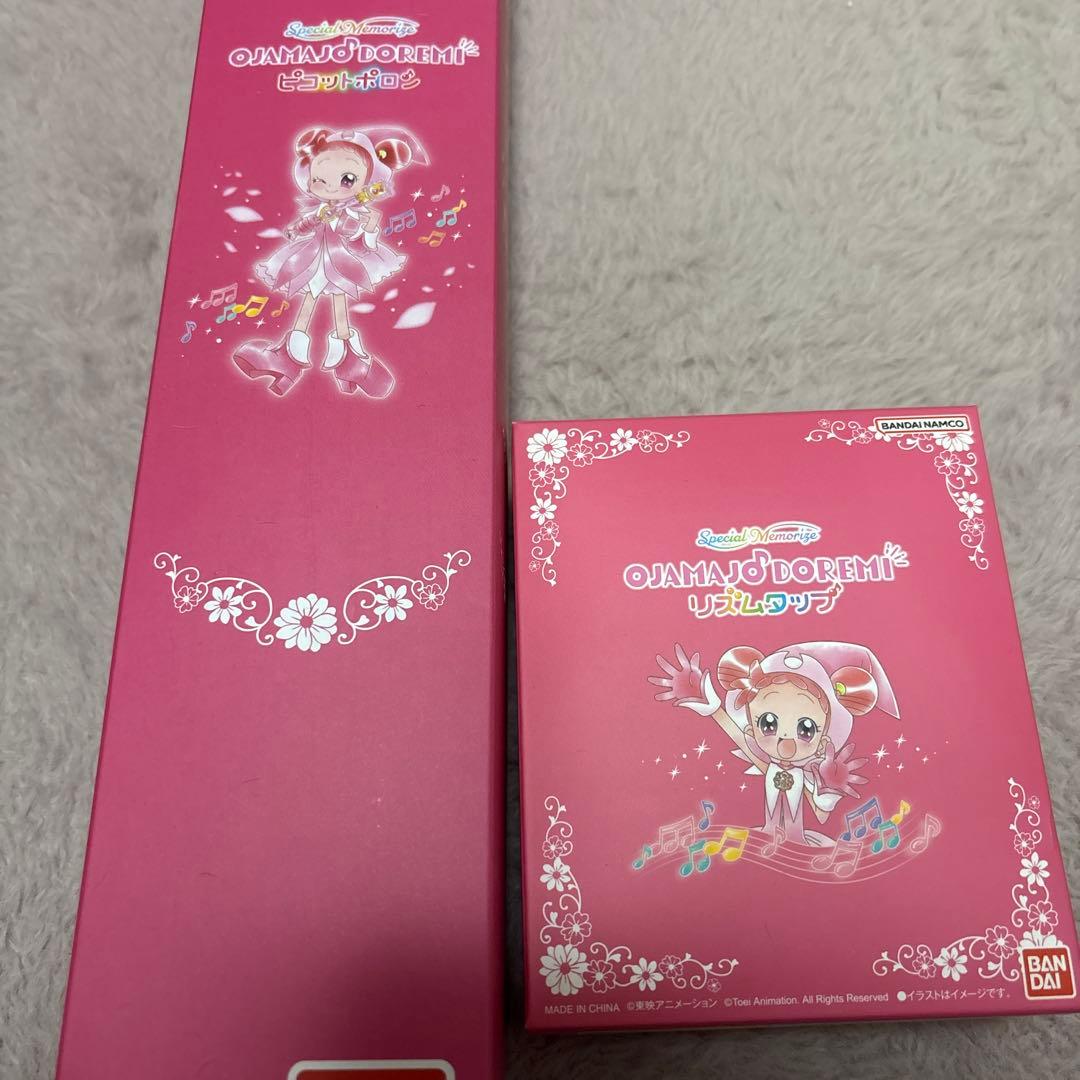 Special Memorize
OJAMAJO DOREMI
ピコットポロン
BANDAI NAMCO
Special Memorize
OJAMAJO DOREMI
リズムタップ
BAN
DAI
MADE IN CHINA ©東映アニメーション ©Toei Animation. All Rights Reserved ●イラストはイメージです。